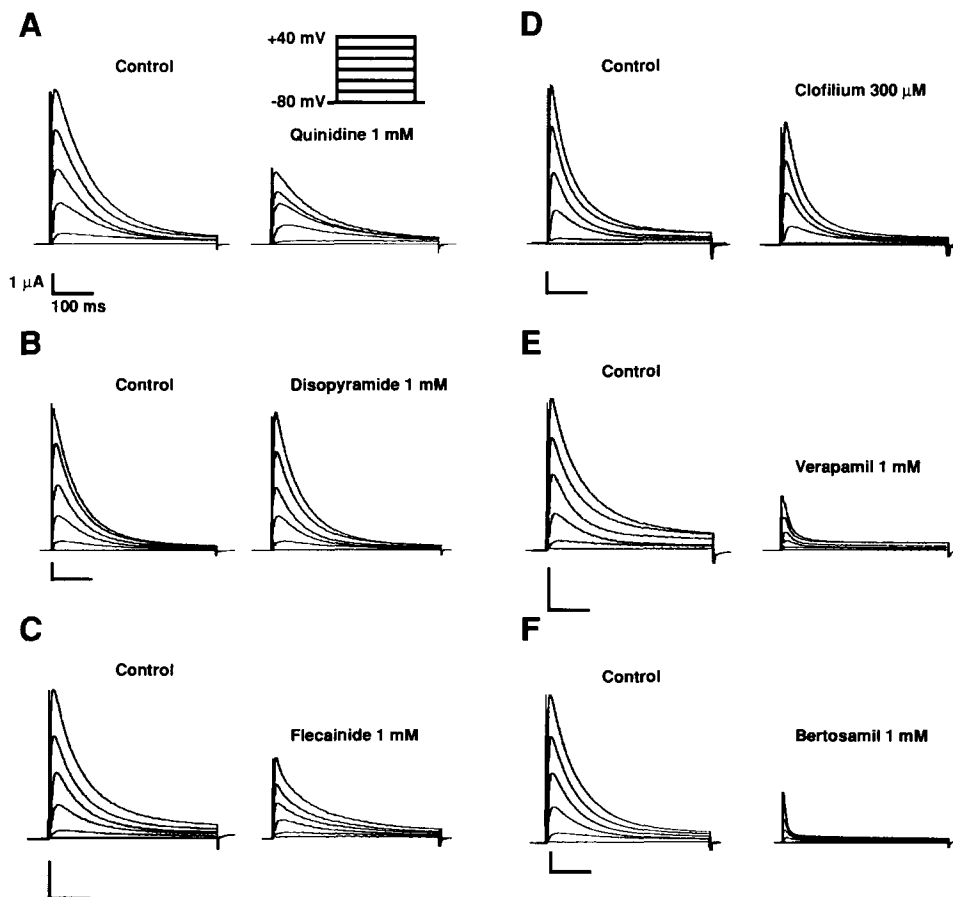 A
Control
+40 mV
-80 mV
Quinidine 1 mM
1 μA
100 ms
B
Control
Disopyramide 1 mM
C
Control
Flecainide 1 mM
D
Control
Clofilium 300 μM
E
Control
Verapamil 1 mM
F
Control
Bertosamil 1 mM